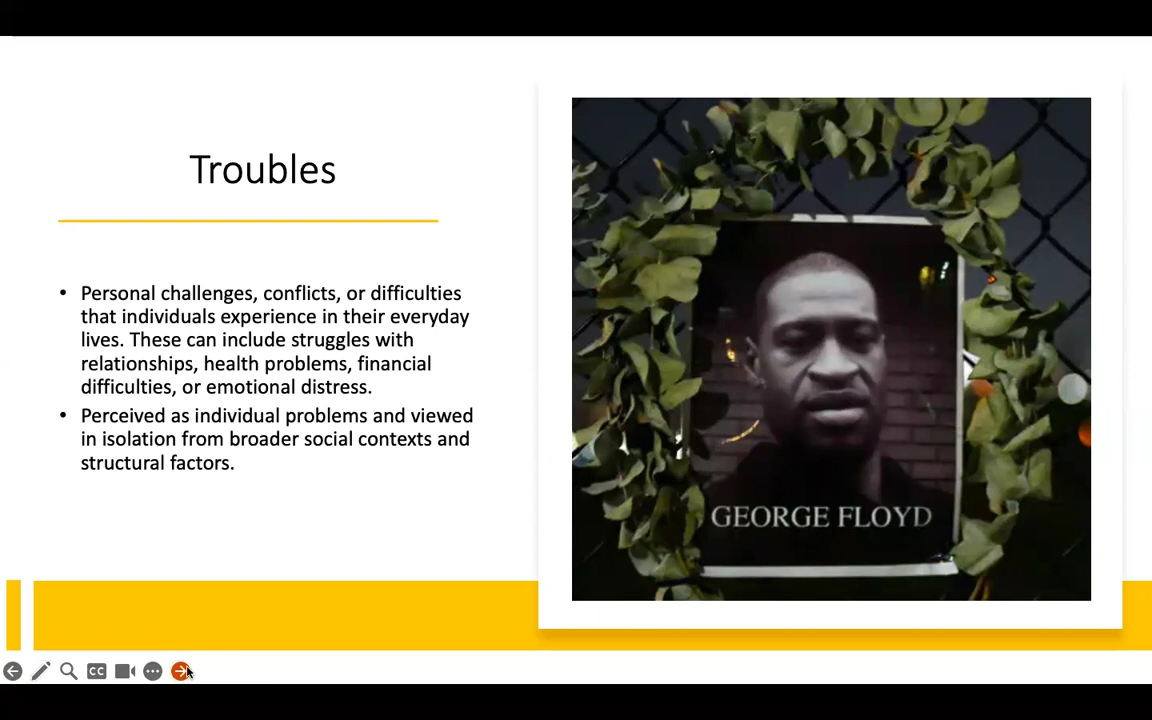 Troubles
• Personal challenges, conflicts, or difficulties
that individuals experience in their everyday
lives. These can include struggles with
relationships, health problems, financial
difficulties, or emotional distress.
• Perceived as individual problems and viewed
in isolation from broader social contexts and
structural factors.
GEORGE FLOYD
CC